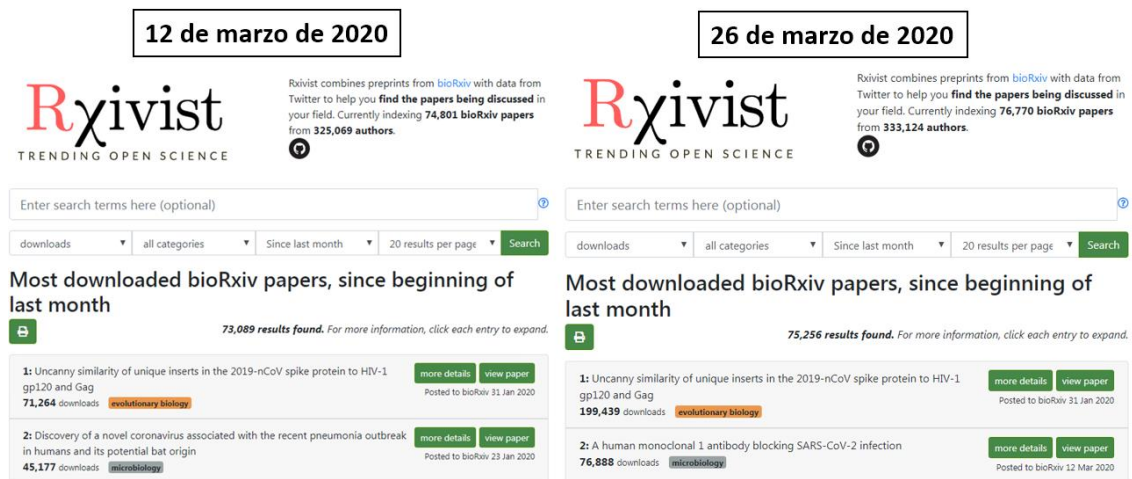 12 de marzo de 2020
Rχivist
TRENDING OPEN SCIENCE
Rxivist combines preprints from bioRxiv with data from
Twitter to help you find the papers being discussed in
your field. Currently indexing 74,801 bioRxiv papers
from 325,069 authors.
Enter search terms here (optional)
?
downloads ▼ all categories ▼ Since last month ▼ 20 results per page ▼ Search
Most downloaded bioRxiv papers, since beginning of
last month
73,089 results found. For more information, click each entry to expand.
1: Uncanny similarity of unique inserts in the 2019-nCoV spike protein to HIV-1
gp120 and Gag
71,264 downloads evolutionary biology
more details view paper
Posted to bioRxiv 31 Jan 2020
2: Discovery of a novel coronavirus associated with the recent pneumonia outbreak
in humans and its potential bat origin
45,177 downloads microbiology
more details view paper
Posted to bioRxiv 23 Jan 2020
26 de marzo de 2020
Rχivist
TRENDING OPEN SCIENCE
Rxivist combines preprints from bioRxiv with data from
Twitter to help you find the papers being discussed in
your field. Currently indexing 76,770 bioRxiv papers
from 333,124 authors.
Enter search terms here (optional)
?
downloads ▼ all categories ▼ Since last month ▼ 20 results per page ▼ Search
Most downloaded bioRxiv papers, since beginning of
last month
75,256 results found. For more information, click each entry to expand.
1: Uncanny similarity of unique inserts in the 2019-nCoV spike protein to HIV-1
gp120 and Gag
199,439 downloads evolutionary biology
more details view paper
Posted to bioRxiv 31 Jan 2020
2: A human monoclonal 1 antibody blocking SARS-CoV-2 infection
76,888 downloads microbiology
more details view paper
Posted to bioRxiv 12 Mar 2020